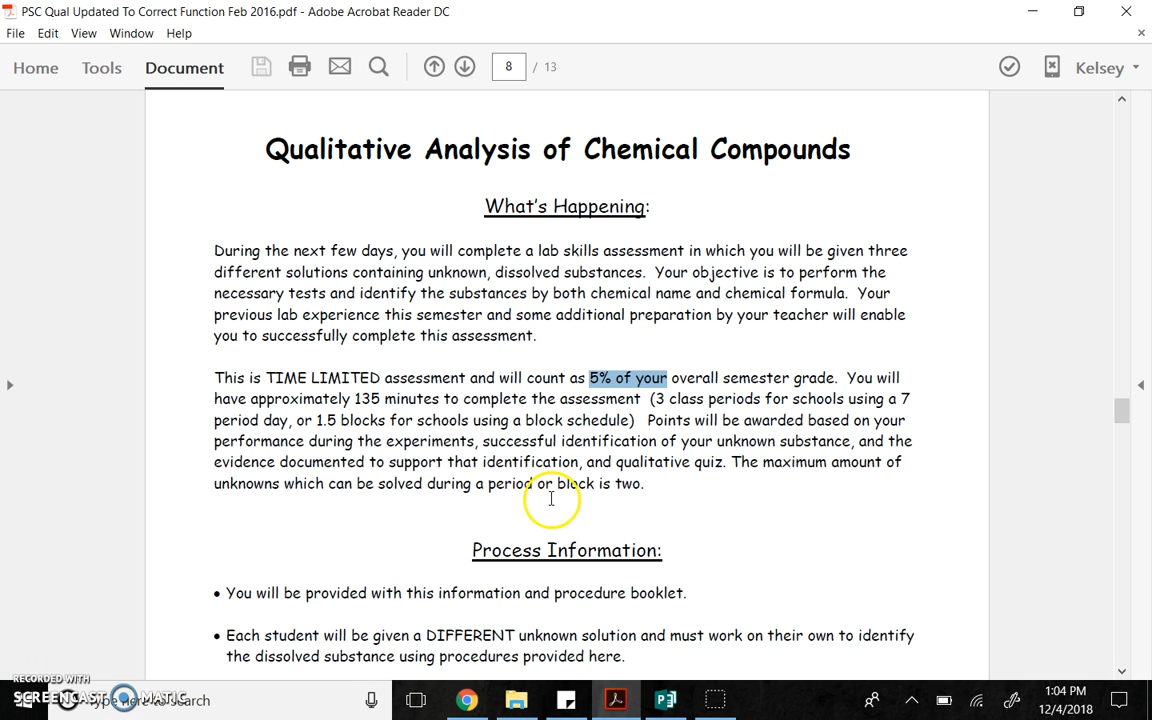 PSC Qual Updated To Correct Function Feb 2016.pdf - Adobe Acrobat Reader DC
File Edit View Window Help
Home Tools Document 8 / 13 Kelsey
Qualitative Analysis of Chemical Compounds
What's Happening:
During the next few days, you will complete a lab skills assessment in which you will be given three
different solutions containing unknown, dissolved substances. Your objective is to perform the
necessary tests and identify the substances by both chemical name and chemical formula. Your
previous lab experience this semester and some additional preparation by your teacher will enable
you to successfully complete this assessment.
This is TIME LIMITED assessment and will count as 5% of your overall semester grade. You will
have approximately 135 minutes to complete the assessment (3 class periods for schools using a 7
period day, or 1.5 blocks for schools using a block schedule) Points will be awarded based on your
performance during the experiments, successful identification of your unknown substance, and the
evidence documented to support that identification, and qualitative quiz. The maximum amount of
unknowns which can be solved during a period or block is two.
Process Information:
• You will be provided with this information and procedure booklet.
• Each student will be given a DIFFERENT unknown solution and must work on their own to identify
the dissolved substance using procedures provided here.
RECORDED WITH
SCREENCAST MATIC
Type here to search
1:04 PM
12/4/2018